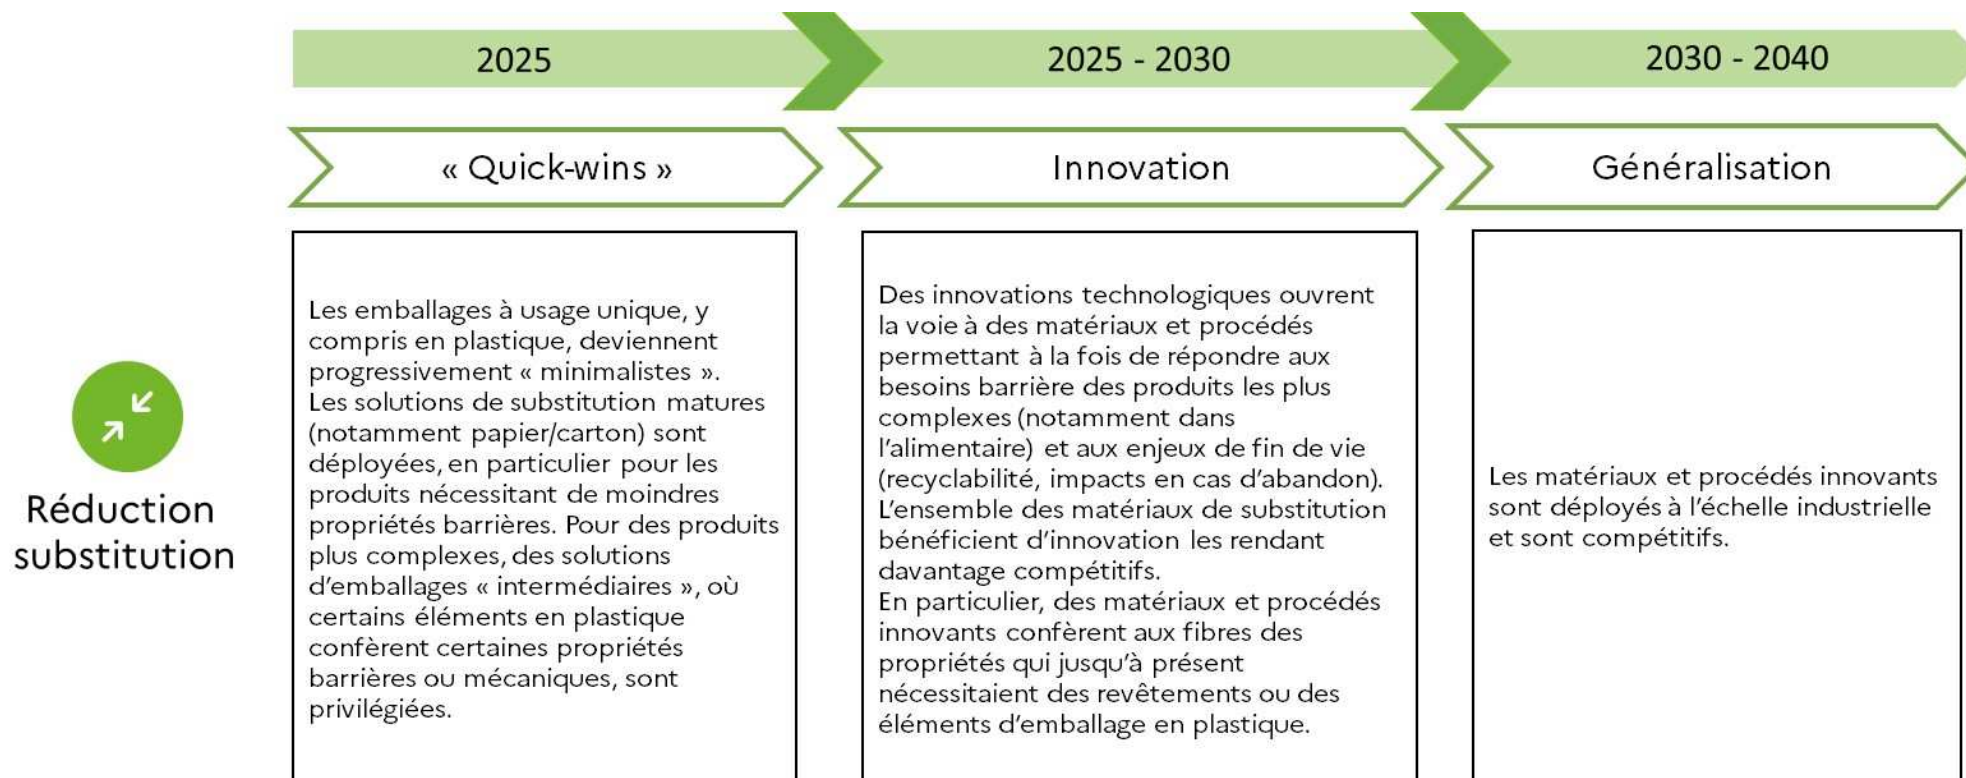 2025
2025 - 2030
2030 - 2040
« Quick-wins »
Innovation
Généralisation
Réduction
substitution
Les emballages à usage unique, y
compris en plastique, deviennent
progressivement « minimalistes ».
Les solutions de substitution matures
(notamment papier/carton) sont
déployées, en particulier pour les
produits nécessitant de moindres
propriétés barrières. Pour des produits
plus complexes, des solutions
d’emballages « intermédiaires », où
certains éléments en plastique
confèrent certaines propriétés
barrières ou mécaniques, sont
privilégiées.
Des innovations technologiques ouvrent
la voie à des matériaux et procédés
permettant à la fois de répondre aux
besoins barrière des produits les plus
complexes (notamment dans
l’alimentaire) et aux enjeux de fin de vie
(recyclabilité, impacts en cas d’abandon).
L’ensemble des matériaux de substitution
bénéficient d’innovation les rendant
davantage compétitifs.
En particulier, des matériaux et procédés
innovants confèrent aux fibres des
propriétés qui jusqu’à présent
nécessitaient des revêtements ou des
éléments d’emballage en plastique.
Les matériaux et procédés innovants
sont déployés à l’échelle industrielle
et sont compétitifs.